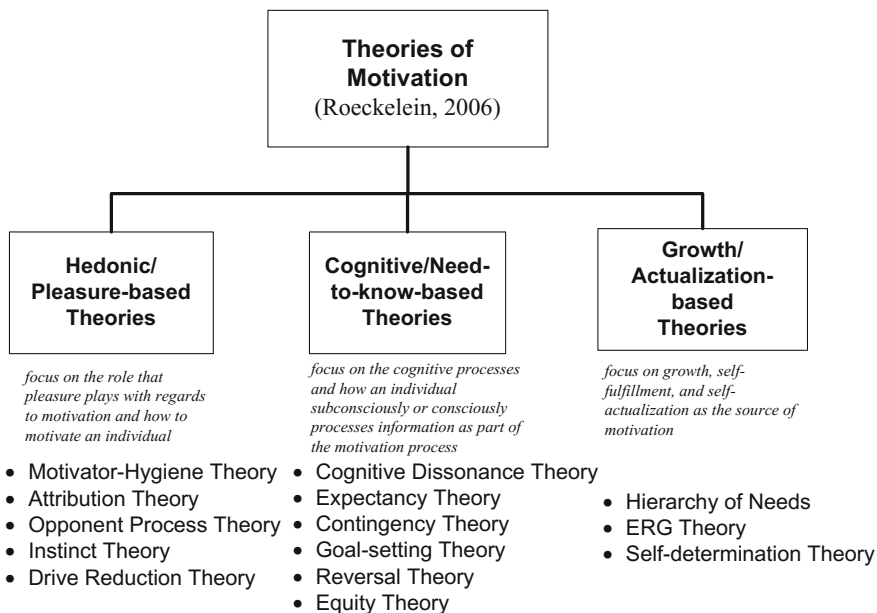 Theories of
Motivation
(Roeckelein, 2006)
Hedonic/
Pleasure-based
Theories
focus on the role that
pleasure plays with regards
to motivation and how to
motivate an individual
• Motivator-Hygiene Theory
• Attribution Theory
• Opponent Process Theory
• Instinct Theory
• Drive Reduction Theory
Cognitive/Need-
to-know-based
Theories
focus on the cognitive processes
and how an individual
subconsciously or consciously
processes information as part of
the motivation process
• Cognitive Dissonance Theory
• Expectancy Theory
• Contingency Theory
• Goal-setting Theory
• Reversal Theory
• Equity Theory
Growth/
Actualization-
based
Theories
focus on growth, self-
fulfillment, and self-
actualization as the source of
motivation
• Hierarchy of Needs
• ERG Theory
• Self-determination Theory